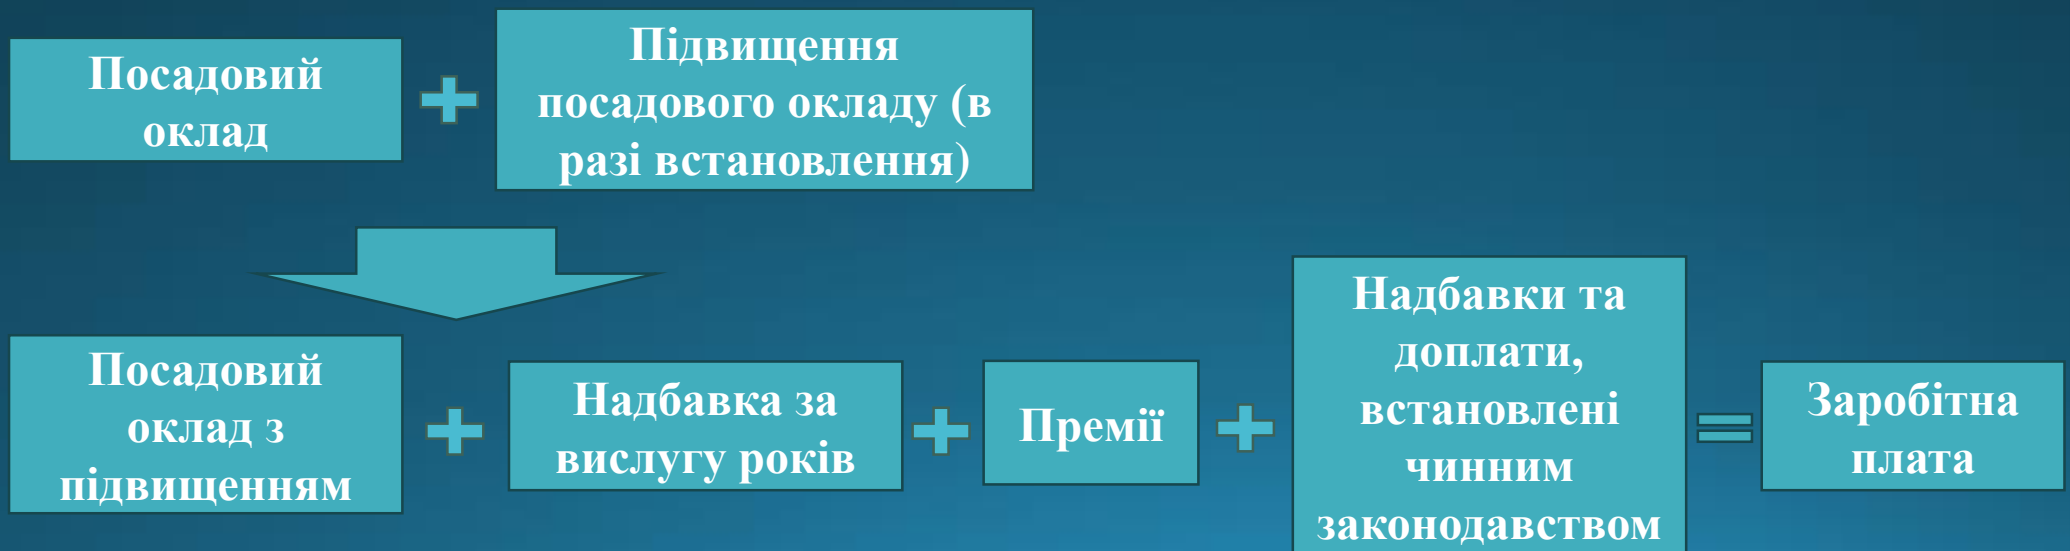 Посадовий
оклад
Підвищення
посадового окладу (в
разі встановлення)
Посадовий
оклад з
підвищенням
Надбавка за
вислугу років
Премії
Надбавки та
доплати,
встановлені
чинним
законодавством
Заробітна
плата